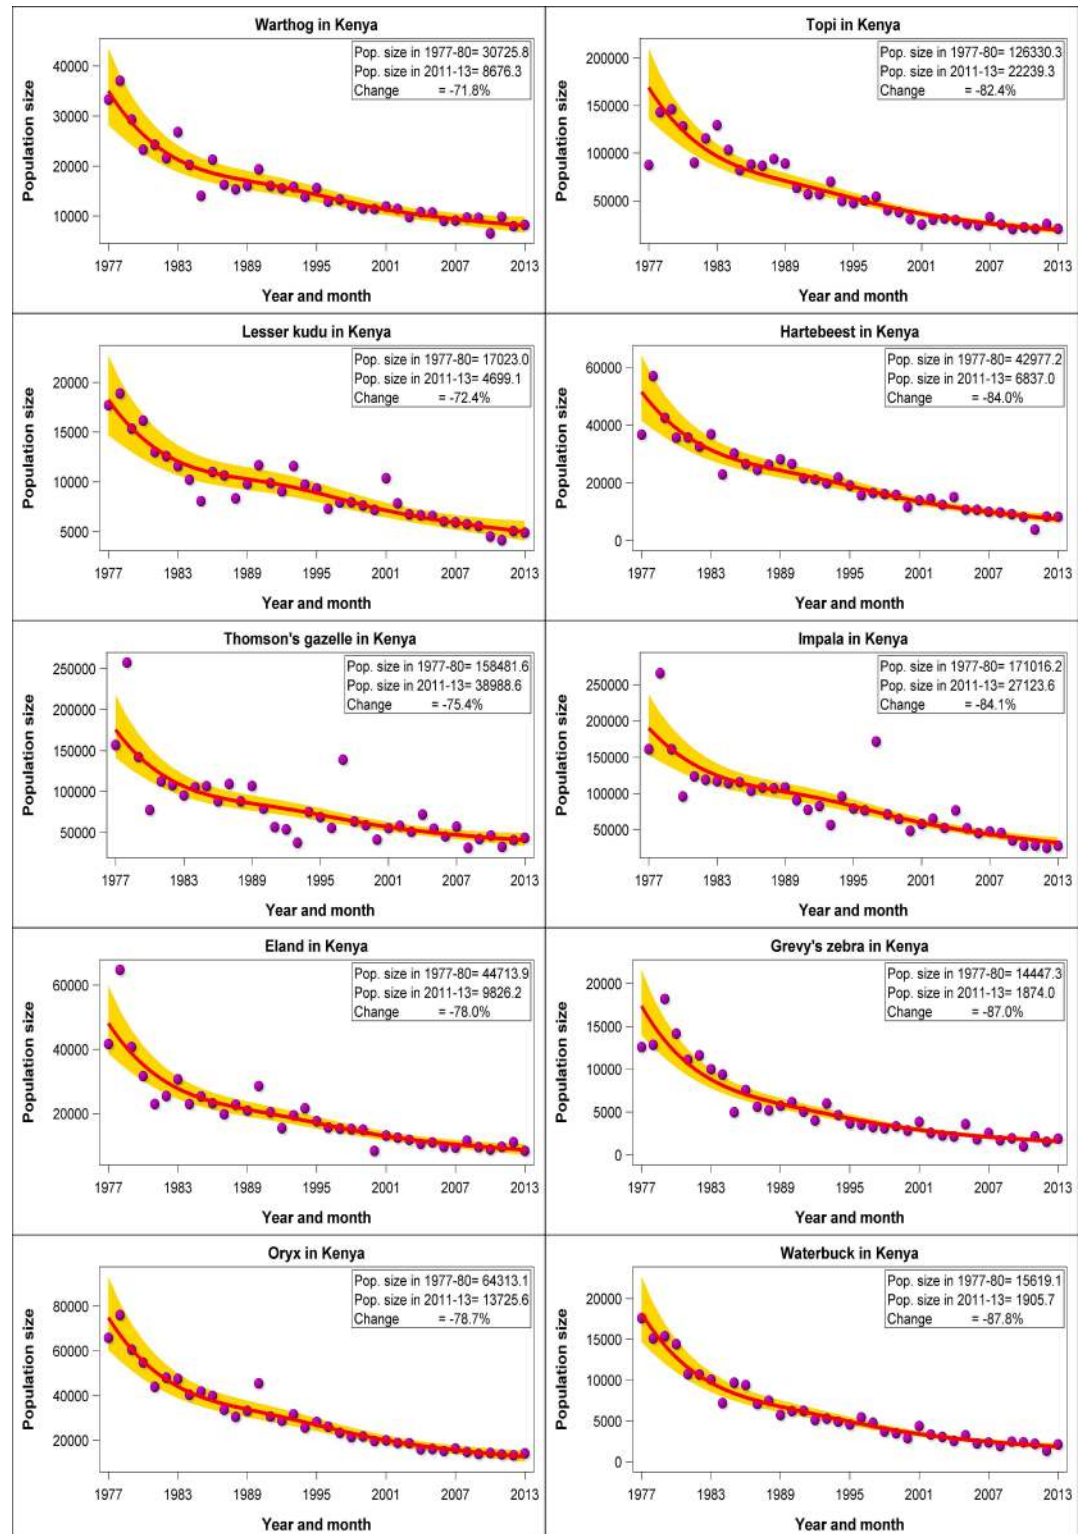 Warthog in Kenya
Pop. size in 1977-80= 30725.8
Pop. size in 2011-13= 8676.3
Change = -71.8%
Population size
40000
30000
20000
10000
1977 1983 1989 1995 2001 2007 2013
Year and month
Topi in Kenya
Pop. size in 1977-80= 126330.3
Pop. size in 2011-13= 22239.3
Change = -82.4%
Population size
200000
150000
100000
50000
1977 1983 1989 1995 2001 2007 2013
Year and month
Lesser kudu in Kenya
Pop. size in 1977-80= 17023.0
Pop. size in 2011-13= 4699.1
Change = -72.4%
Population size
20000
15000
10000
5000
1977 1983 1989 1995 2001 2007 2013
Year and month
Hartebeest in Kenya
Pop. size in 1977-80= 42977.2
Pop. size in 2011-13= 6837.0
Change = -84.0%
Population size
60000
40000
20000
0
1977 1983 1989 1995 2001 2007 2013
Year and month
Thomson's gazelle in Kenya
Pop. size in 1977-80= 158481.6
Pop. size in 2011-13= 38988.6
Change = -75.4%
Population size
250000
200000
150000
100000
50000
1977 1983 1989 1995 2001 2007 2013
Year and month
Impala in Kenya
Pop. size in 1977-80= 171016.2
Pop. size in 2011-13= 27123.6
Change = -84.1%
Population size
250000
200000
150000
100000
50000
1977 1983 1989 1995 2001 2007 2013
Year and month
Eland in Kenya
Pop. size in 1977-80= 44713.9
Pop. size in 2011-13= 9826.2
Change = -78.0%
Population size
60000
40000
20000
1977 1983 1989 1995 2001 2007 2013
Year and month
Grevy's zebra in Kenya
Pop. size in 1977-80= 14447.3
Pop. size in 2011-13= 1874.0
Change = -87.0%
Population size
20000
15000
10000
5000
0
1977 1983 1989 1995 2001 2007 2013
Year and month
Oryx in Kenya
Pop. size in 1977-80= 64313.1
Pop. size in 2011-13= 13725.6
Change = -78.7%
Population size
80000
60000
40000
20000
1977 1983 1989 1995 2001 2007 2013
Year and month
Waterbuck in Kenya
Pop. size in 1977-80= 15619.1
Pop. size in 2011-13= 1905.7
Change = -87.8%
Population size
20000
15000
10000
5000
0
1977 1983 1989 1995 2001 2007 2013
Year and month